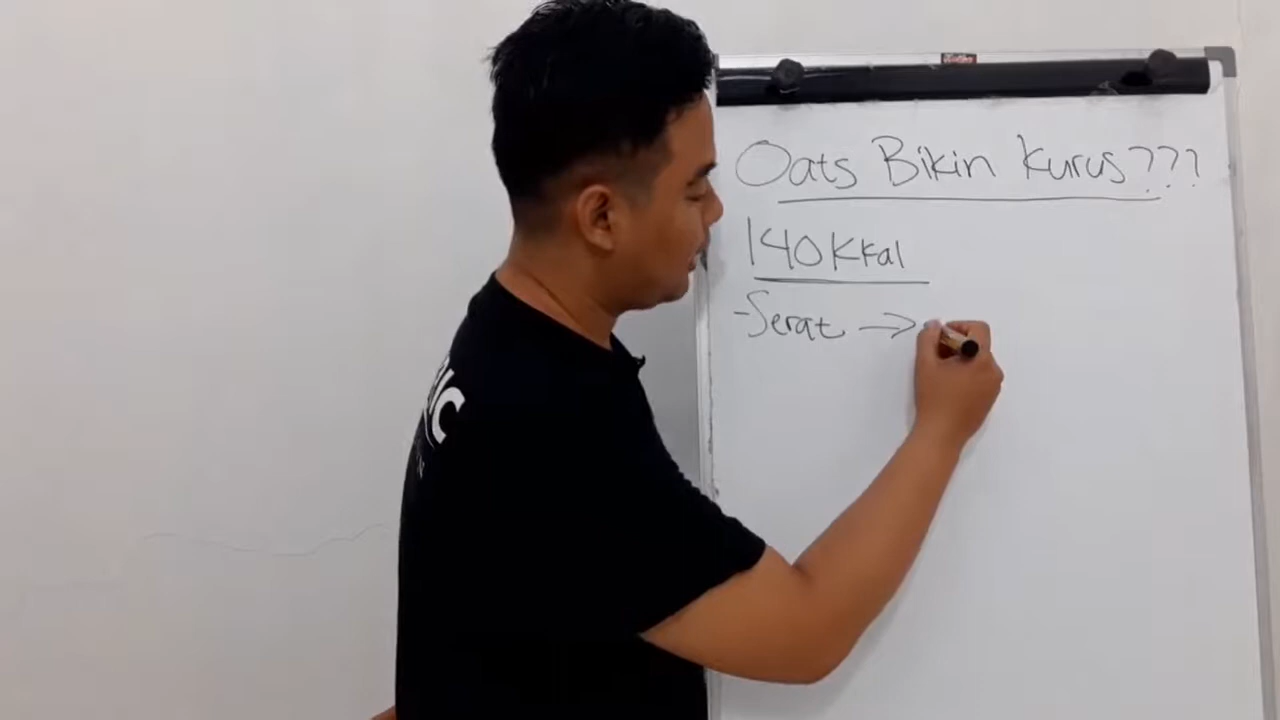 Oats Bikin Kurus???
140 Kkal
-Serat →